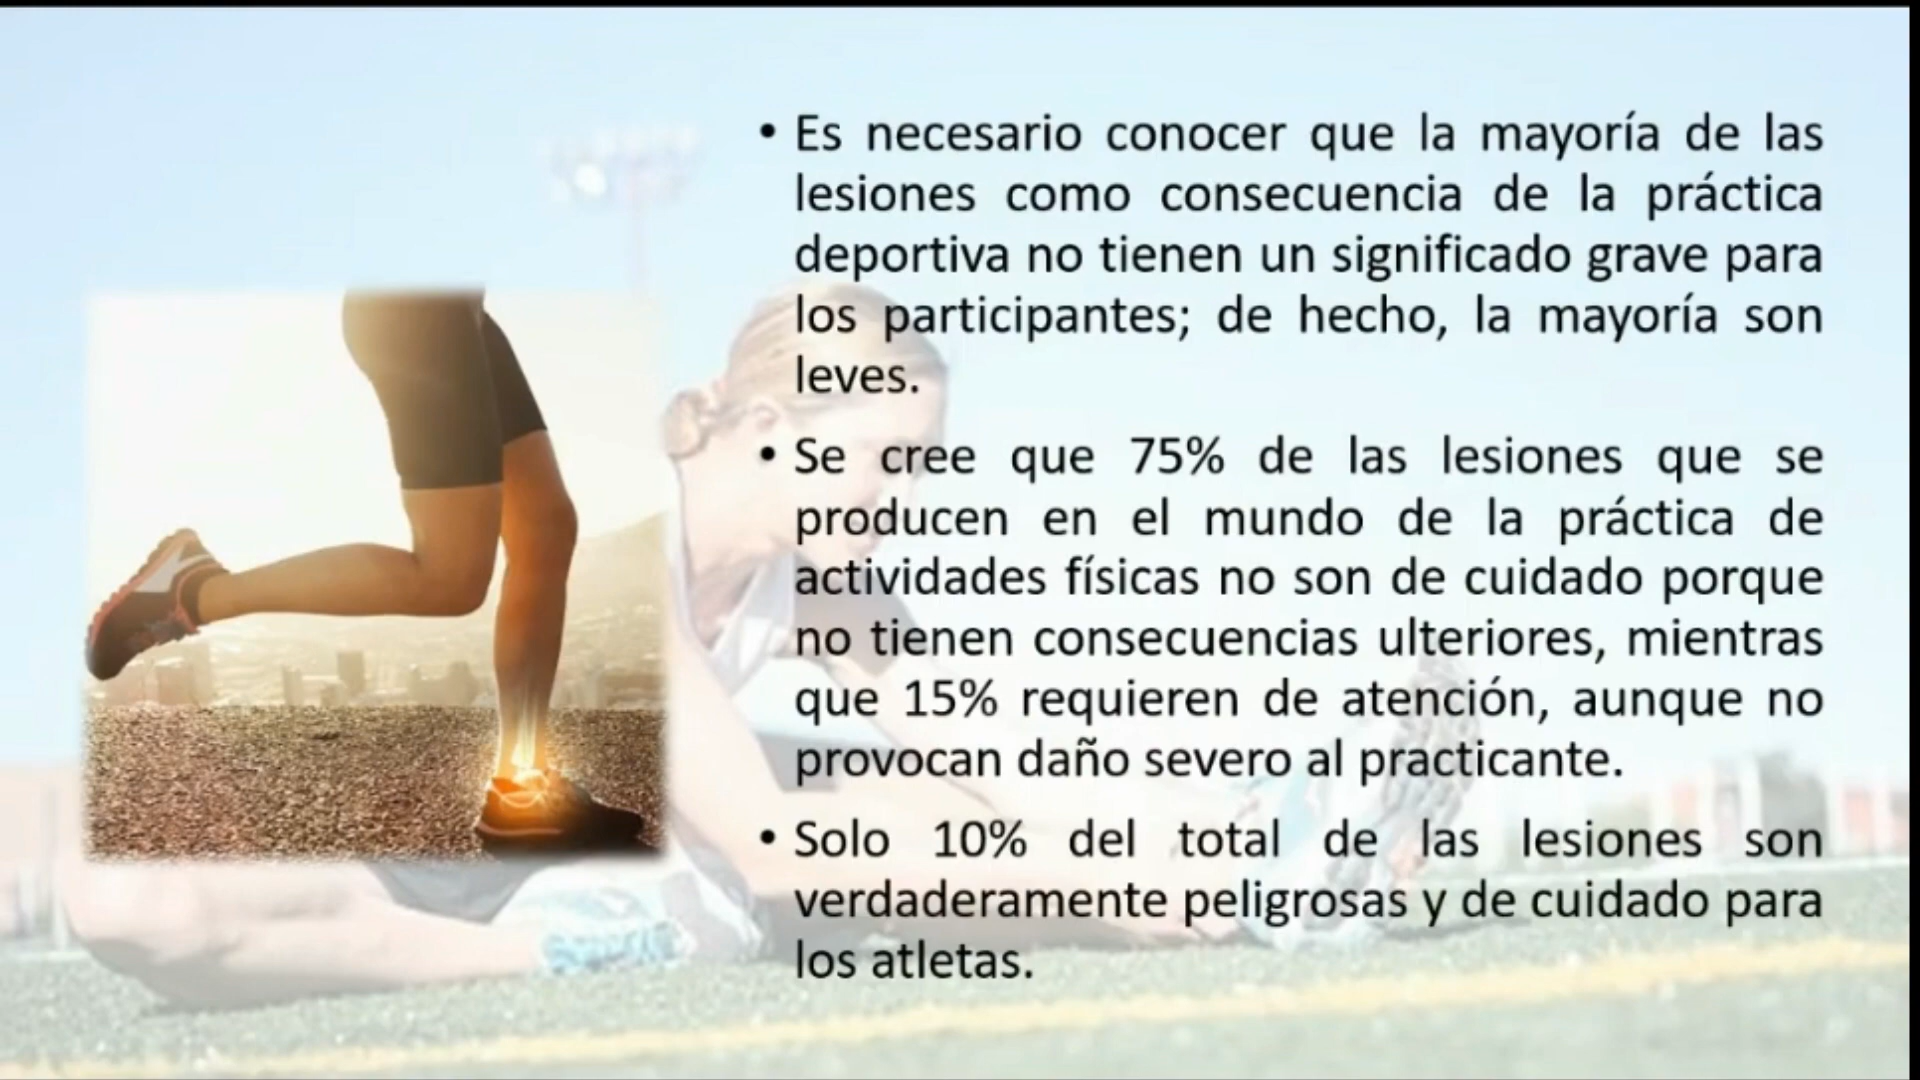 • Es necesario conocer que la mayoría de las
lesiones como consecuencia de la práctica
deportiva no tienen un significado grave para
los participantes; de hecho, la mayoría son
leves.
• Se cree que 75% de las lesiones que se
producen en el mundo de la práctica de
actividades físicas no son de cuidado porque
no tienen consecuencias ulteriores, mientras
que 15% requieren de atención, aunque no
provocan daño severo al practicante.
• Solo 10% del total de las lesiones son
verdaderamente peligrosas y de cuidado para
los atletas.